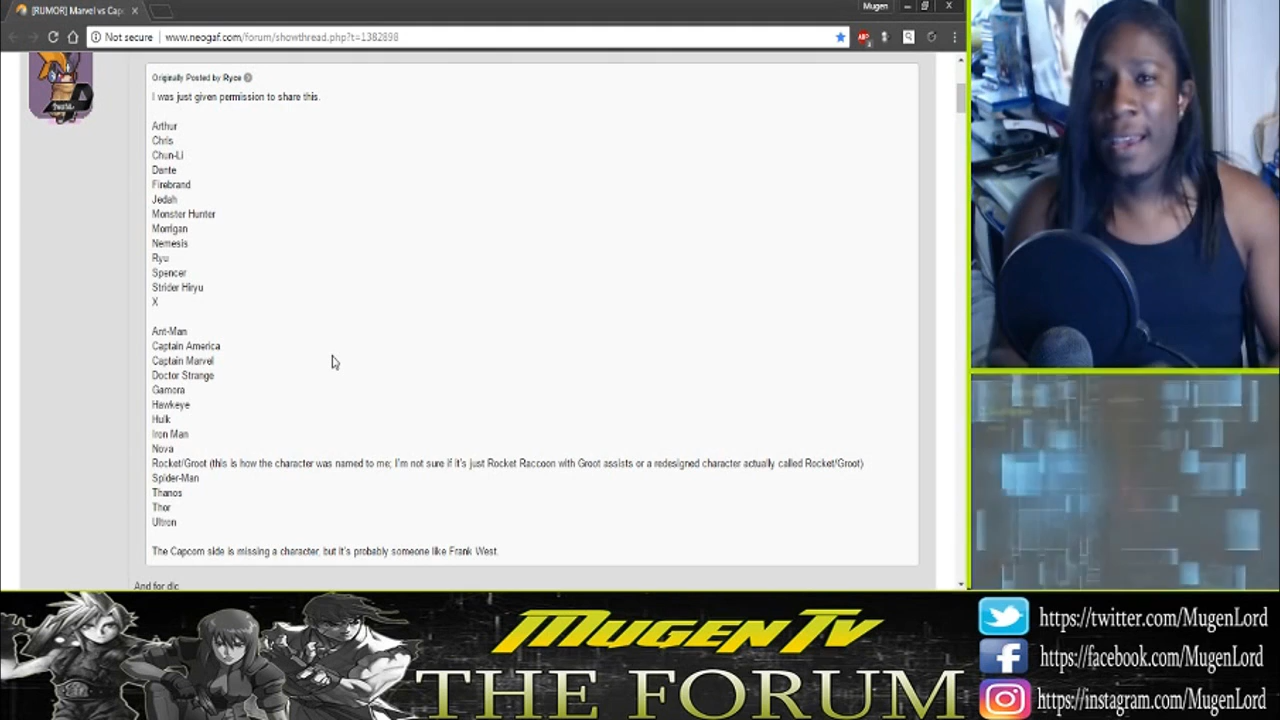 [RUMOR] Marvel vs Cap
Mugen
Not secure | www.neogaf.com/forum/showthread.php?t=1382898
ABP
Originally Posted by Ryce
I was just given permission to share this.
Arthur
Chris
Chun-Li
Dante
Firebrand
Jedah
Monster Hunter
Morrigan
Nemesis
Ryu
Spencer
Strider Hiryu
X
Ant-Man
Captain America
Captain Marvel
Doctor Strange
Gamora
Hawkeye
Hulk
Iron Man
Nova
Rocket/Groot (this is how the character was named to me; I'm not sure if it's just Rocket Raccoon with Groot assists or a redesigned character actually called Rocket/Groot)
Spider-Man
Thanos
Thor
Ultron
The Capcom side is missing a character, but it's probably someone like Frank West.
And for dlc
MUGEN TV
THE FORUM
https://twitter.com/MugenLord
https://facebook.com/MugenLord
https://instagram.com/MugenLord